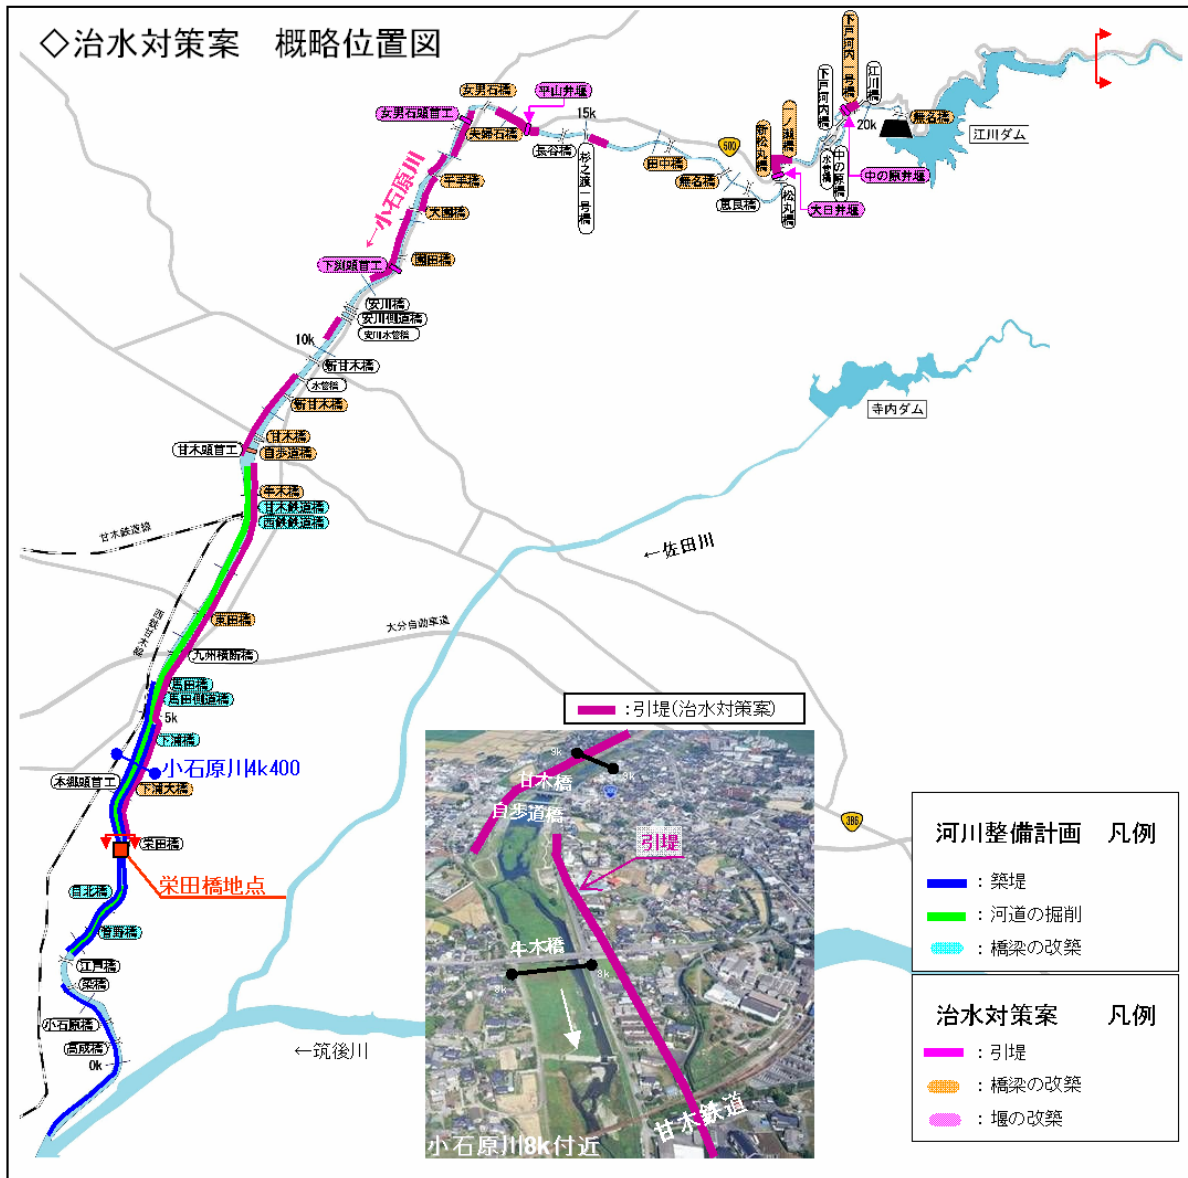 ◇治水対策案　概略位置図
女男石橋
平山井堰
女男石頭首工
夫婦石橋
15k
長谷橋
杉之渡一号橋
田中橋
無名橋
500
恵良橋
新松丸橋
一ノ瀬橋
松丸橋
大日井堰
下戸河内橋
下戸河内一号橋
江川橋
20k
無名橋
江川ダム
水管橋
中の原橋
中の原井堰
小石原川
千手橋
大園橋
下渕頭首工
園田橋
安川橋
安川側道橋
安川水管橋
10k
新甘木橋
水管橋
新甘木橋
甘木橋
甘木頭首工
自歩道橋
寺内ダム
牛木橋
甘木鉄道橋
西鉄鉄道橋
甘木鉄道線
←佐田川
西鉄甘木線
東田橋
大分自動車道
九州横断橋
馬田橋
馬田側道橋
5k
下浦橋
小石原川4k400
本郷頭首工
下浦大橋
栄田橋
栄田橋地点
自北橋
菅野橋
江戸橋
梁橋
小石原橋
高成橋
0k
←筑後川
：引堤(治水対策案)
9k
9k
甘木橋
自歩道橋
引堤
牛木橋
8k
8k
甘木鉄道
小石原川8k付近
386
河川整備計画　凡例
：築堤
：河道の掘削
：橋梁の改築
治水対策案　凡例
：引堤
：橋梁の改築
：堰の改築